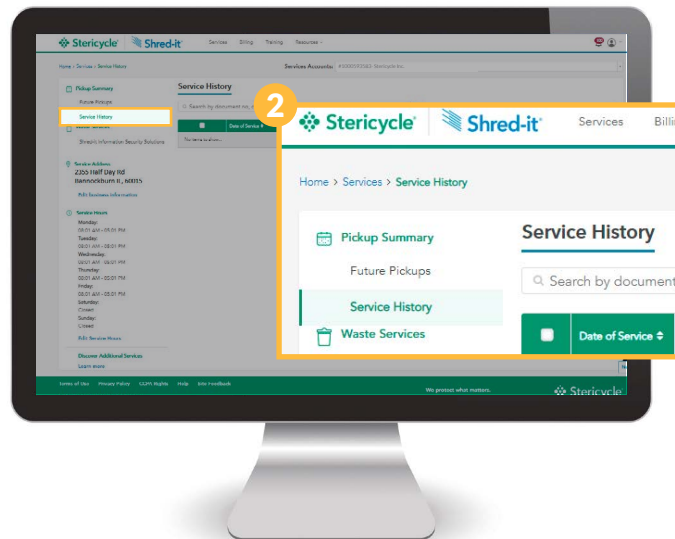 Stericycle® Shred-it® Services Billing Training Resources
Home > Services > Service History
Services Accounts:
Pickup Summary
Future Pickups
Service History
Shred-it Information Security Solutions
Service Address
2355 Half Day Rd
Bannockburn IL, 60015
Edit Business Information
Service Hours
Monday:
08:01 AM - 05:01 PM
Tuesday:
08:01 AM - 05:01 PM
Wednesday:
08:01 AM - 05:01 PM
Thursday:
08:01 AM - 05:01 PM
Friday:
08:01 AM - 05:01 PM
Saturday:
Closed
Sunday:
Closed
Edit Service Hours
Discover Additional Services
Learn more
Service History
Search by document no,
Date of Service
2
Stericycle® Shred-it® Services Billin
Home > Services > Service History
Pickup Summary
Future Pickups
Service History
Waste Services
Service History
Search by document
Date of Service
Terms of Use Privacy Policy CCPA Rights Help Site Feedback
We protect what matters. Stericycle